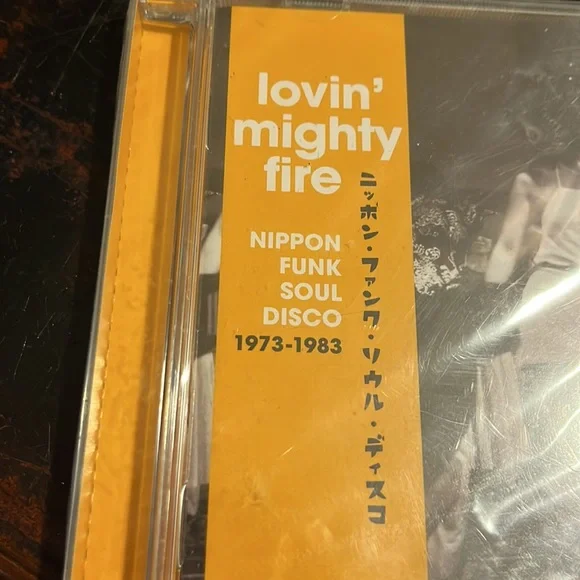 lovin'
mighty
fire
NIPPON
FUNK
SOUL
DISCO
1973-1983
ニッポン・ファンク・ソウル・ディスコ